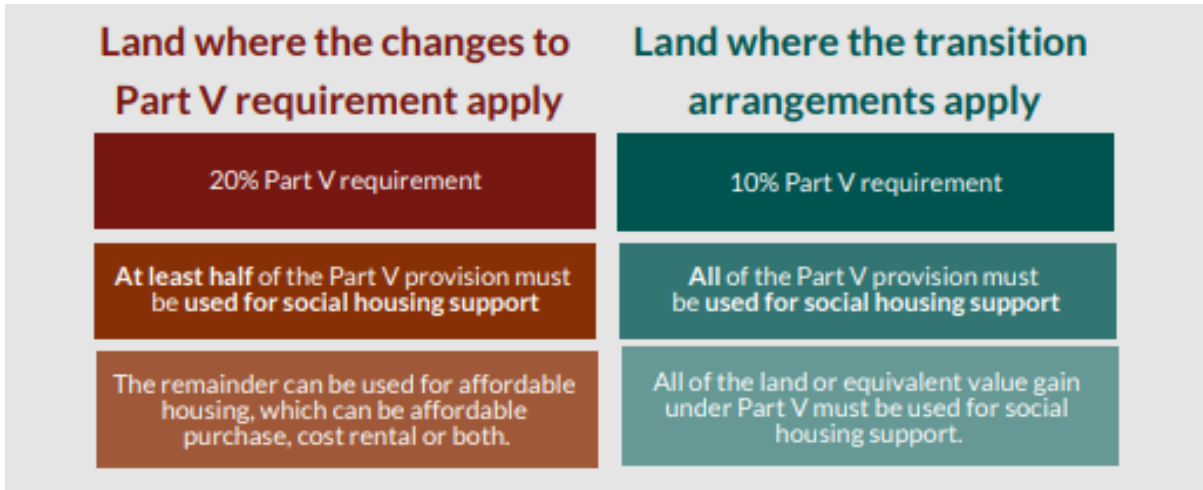 Land where the changes to
Part V requirement apply
20% Part V requirement
At least half of the Part V provision must
be used for social housing support
The remainder can be used for affordable
housing, which can be affordable
purchase, cost rental or both.
Land where the transition
arrangements apply
10% Part V requirement
All of the Part V provision must
be used for social housing support
All of the land or equivalent value gain
under Part V must be used for social
housing support.